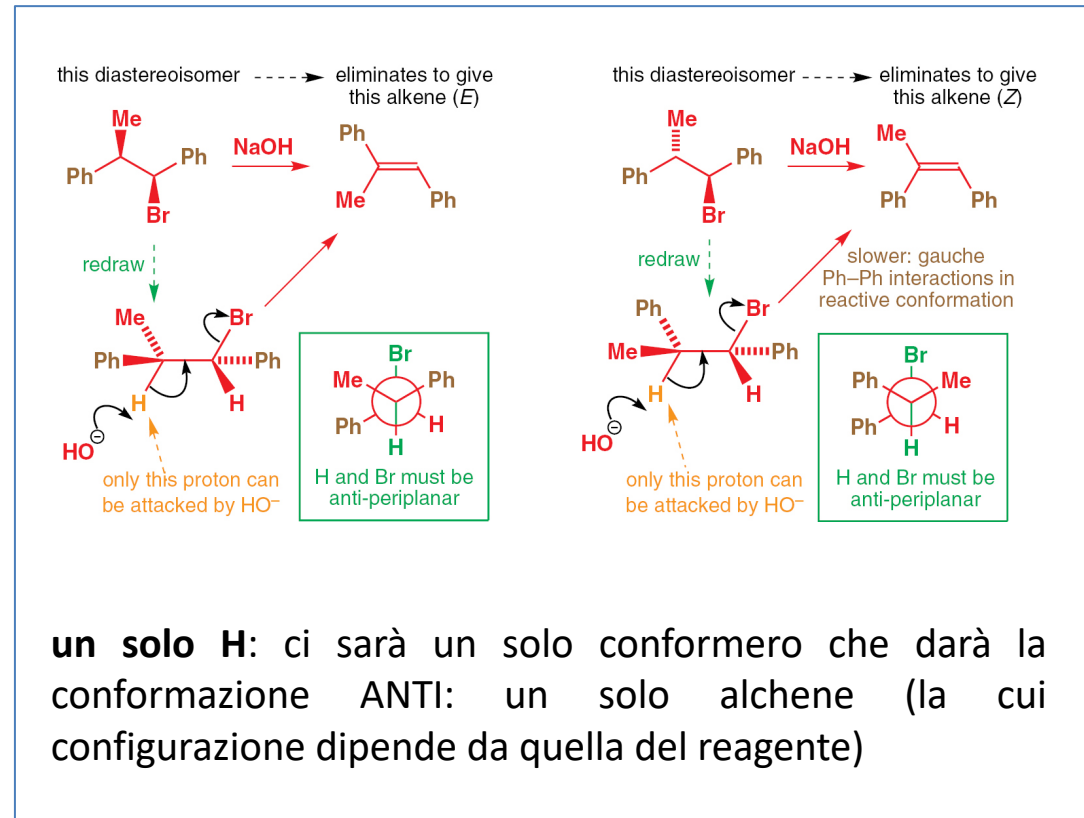 this diastereoisomer
eliminates to give
this alkene (E)
Me
Ph
Ph
Br
NaOH
Ph
Me
Ph
redraw
Me
Br
Ph
Ph
H
H
HO⊖
only this proton can
be attacked by HO⁻
Br
Me
Ph
Ph
H
H
H and Br must be
anti-periplanar
this diastereoisomer
eliminates to give
this alkene (Z)
Me
Ph
Ph
Br
NaOH
Me
Ph
Ph
redraw
slower: gauche
Ph–Ph interactions in
reactive conformation
Ph
Br
Me
Ph
H
H
HO⊖
only this proton can
be attacked by HO⁻
Br
Ph
Me
Ph
H
H
H and Br must be
anti-periplanar
un solo H: ci sarà un solo conformero che darà la
conformazione ANTI: un solo alchene (la cui
configurazione dipende da quella del reagente)